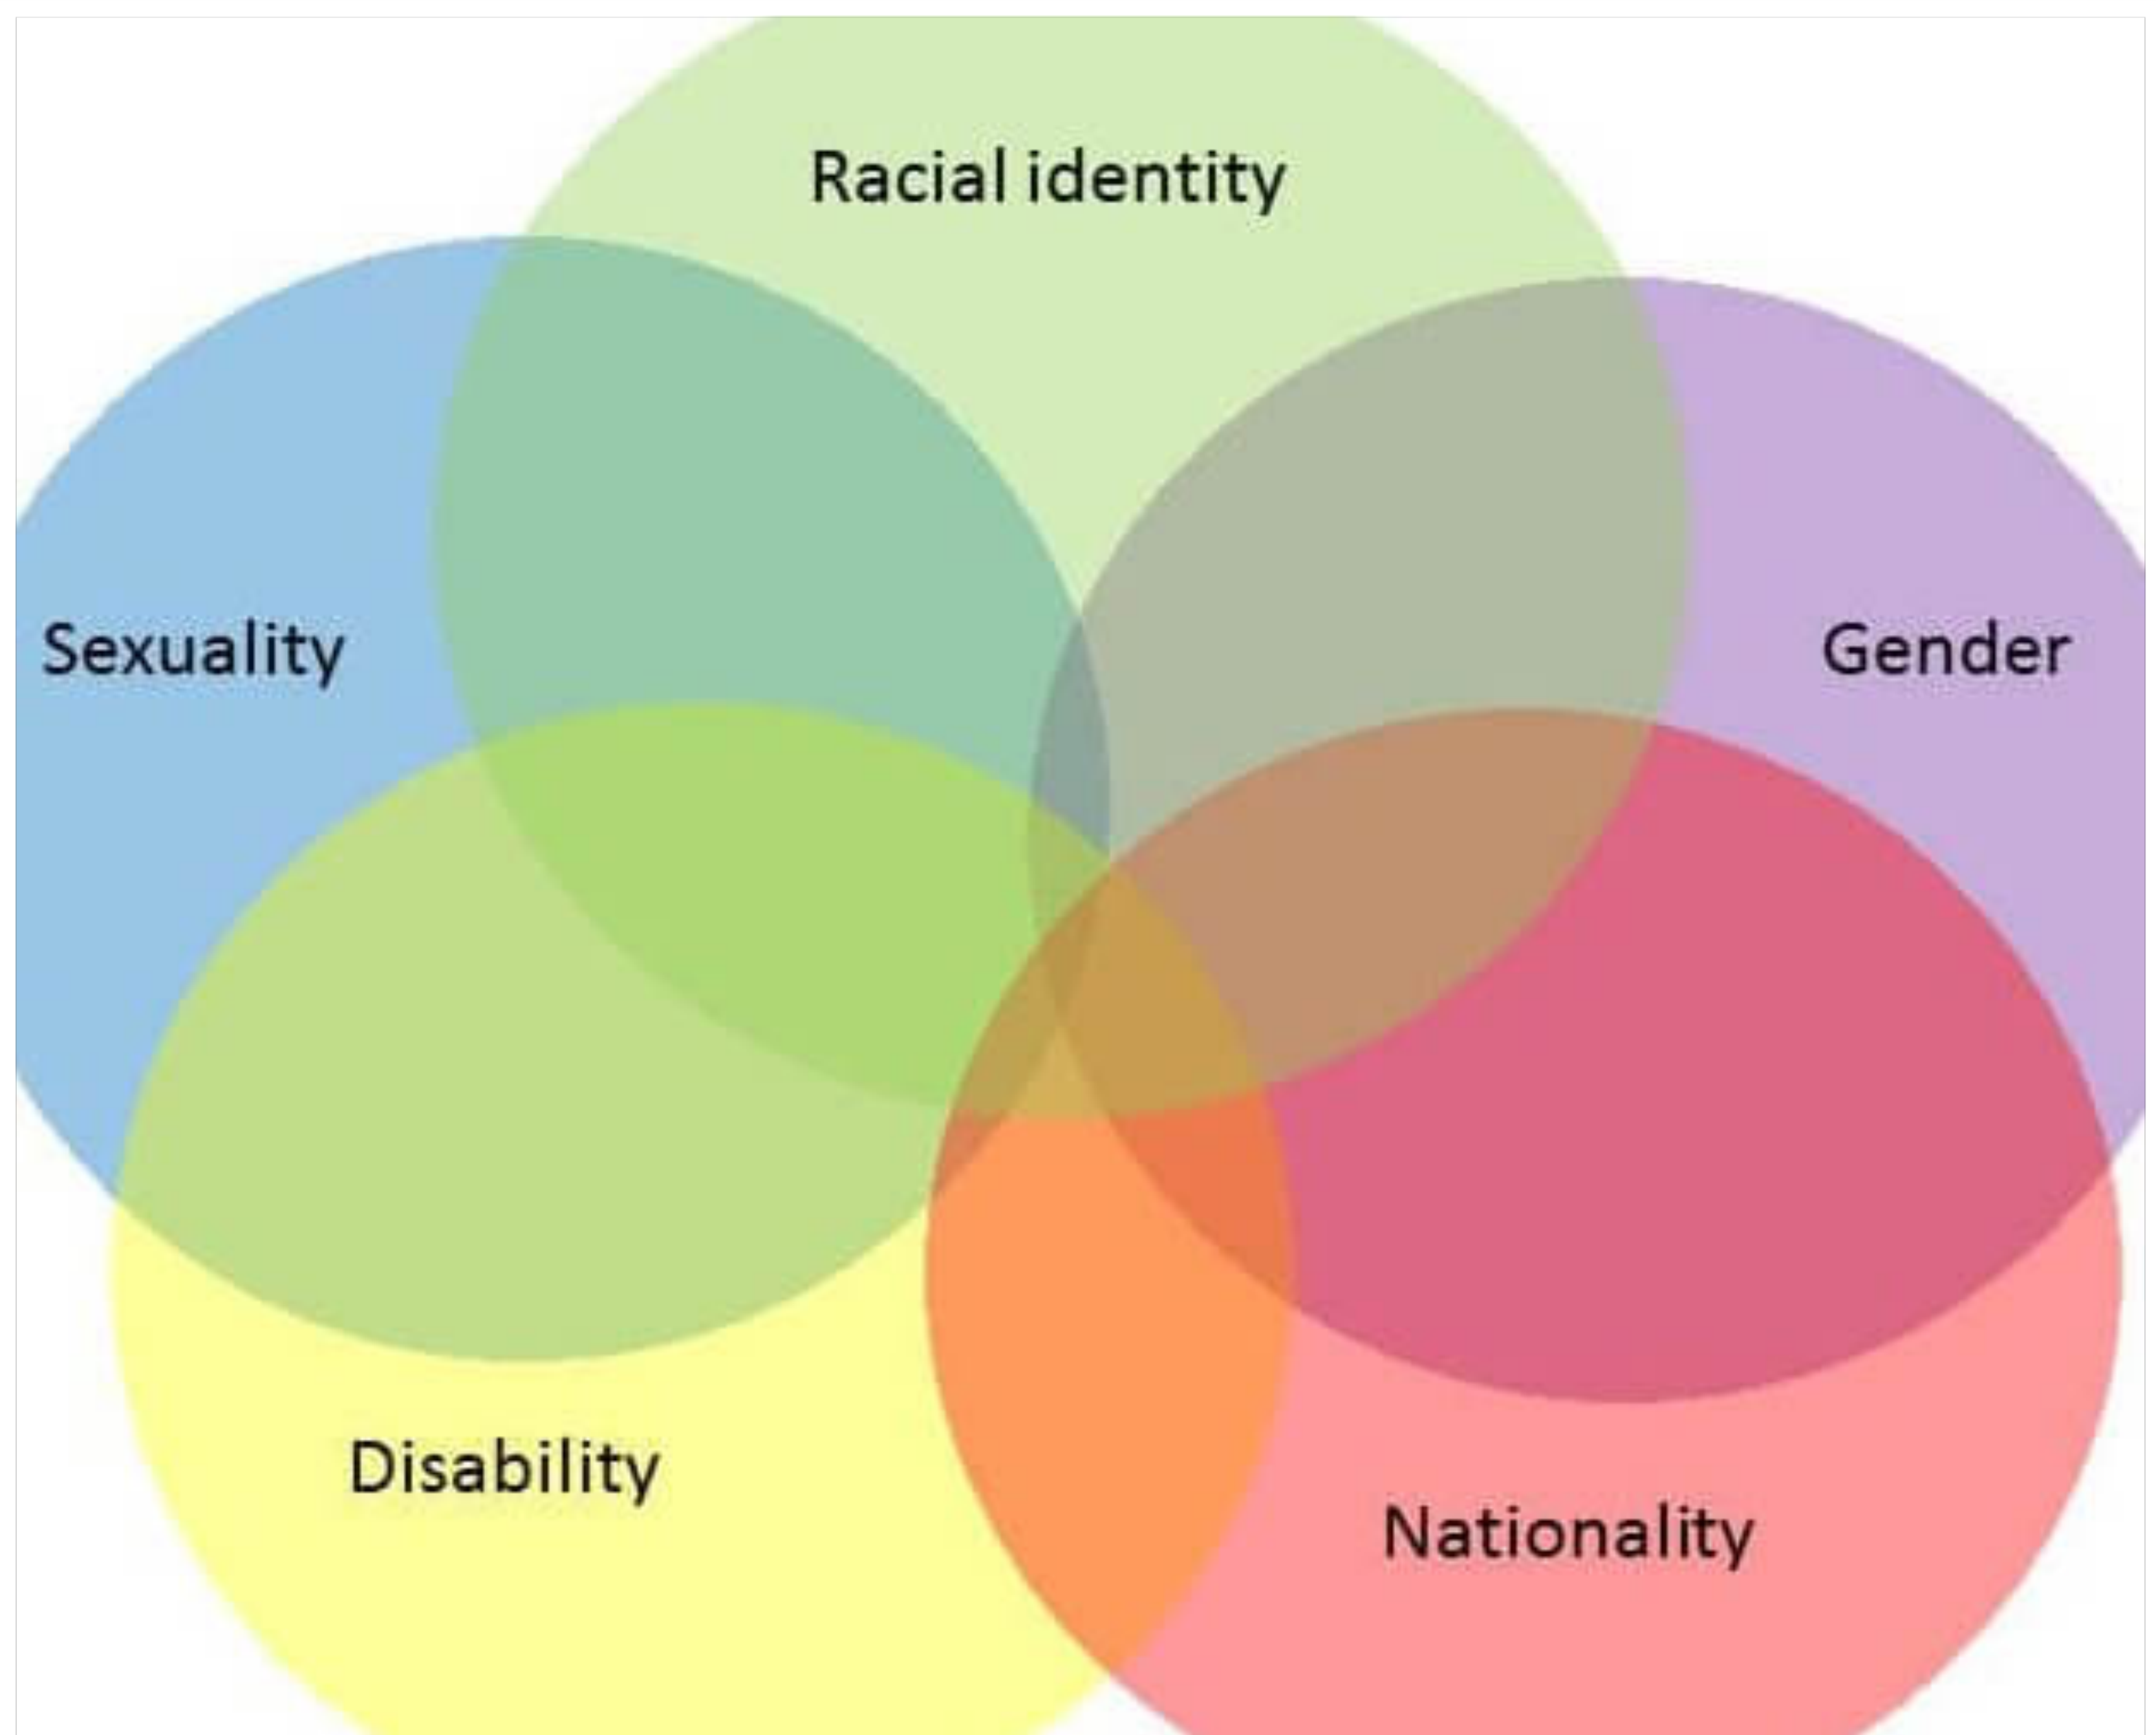 Racial identity
Sexuality
Gender
Disability
Nationality